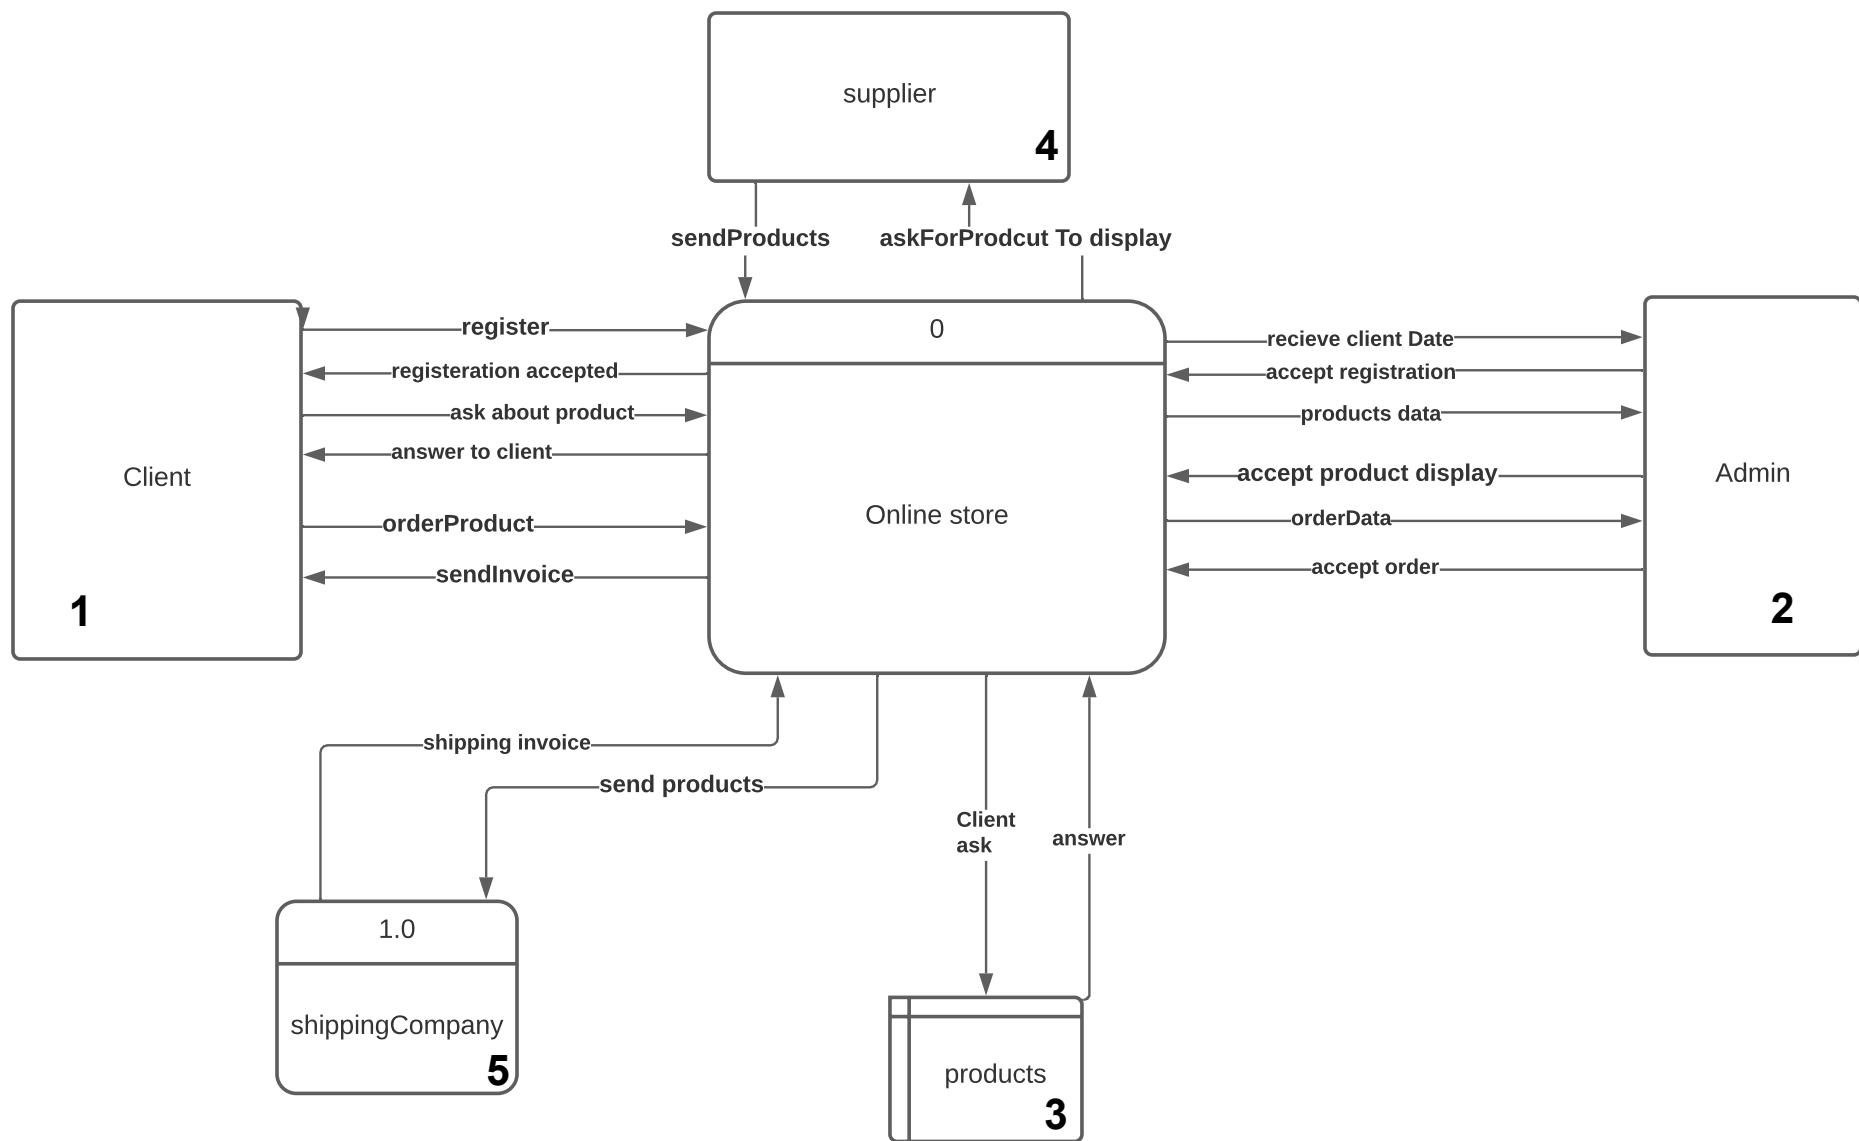 supplier
4
sendProducts
askForProdcut To display
0
Online store
register
registeration accepted
ask about product
answer to client
orderProduct
sendInvoice
Client
1
recieve client Date
accept registration
products data
accept product display
orderData
accept order
Admin
2
shipping invoice
send products
Client
ask
answer
1.0
shippingCompany
5
products
3